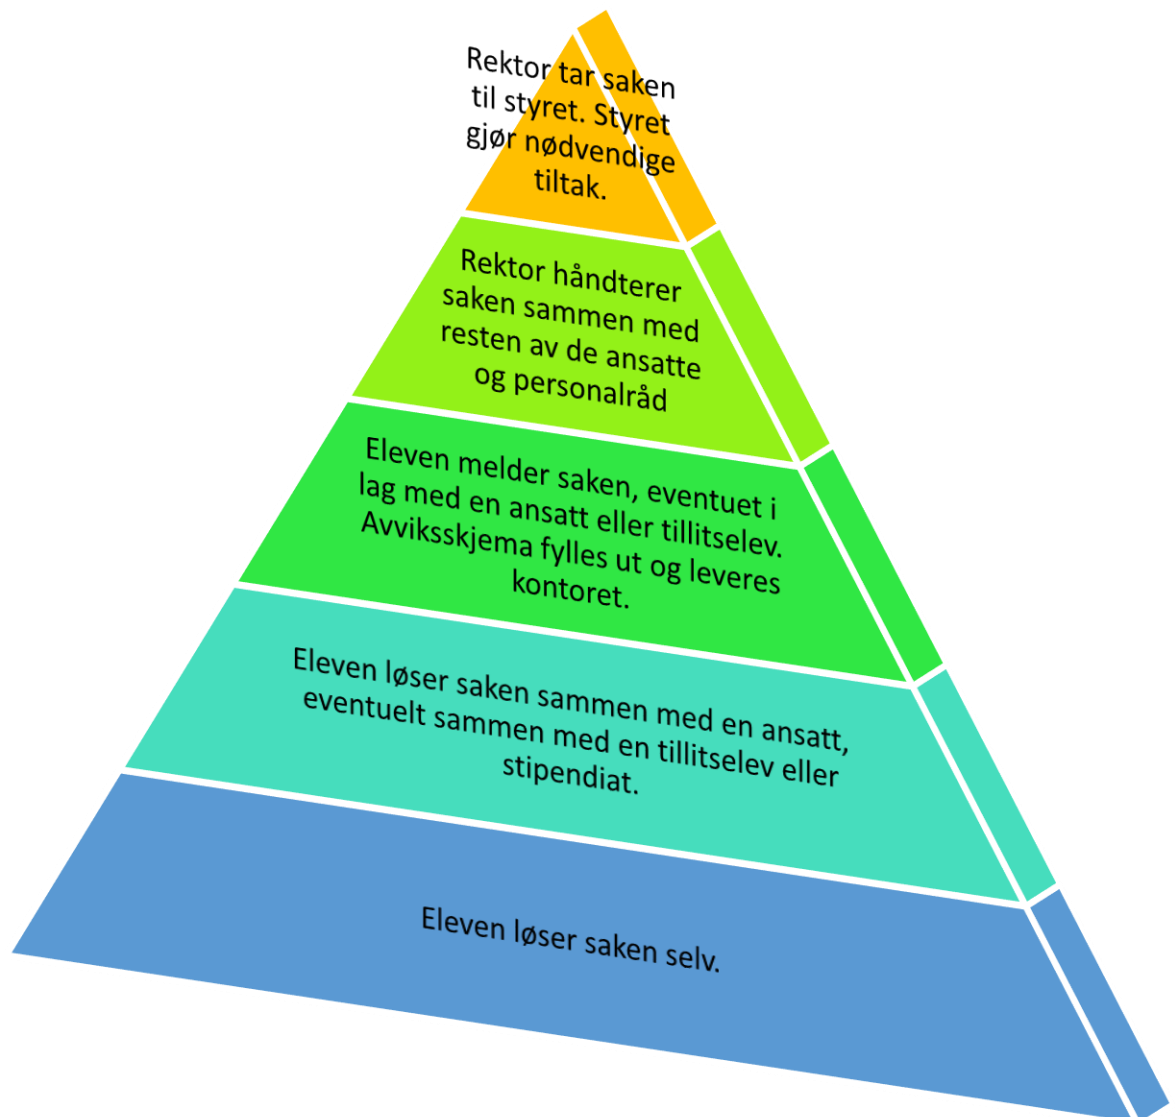 Rektor tar saken
til styret. Styret
gjør nødvendige
tiltak.
Rektor håndterer
saken sammen med
resten av de ansatte
og personalråd
Eleven melder saken, eventuet i
lag med en ansatt eller tillitselev.
Avviksskjema fylles ut og leveres
kontoret.
Eleven løser saken sammen med en ansatt,
eventuelt sammen med en tillitselev eller
stipendiat.
Eleven løser saken selv.